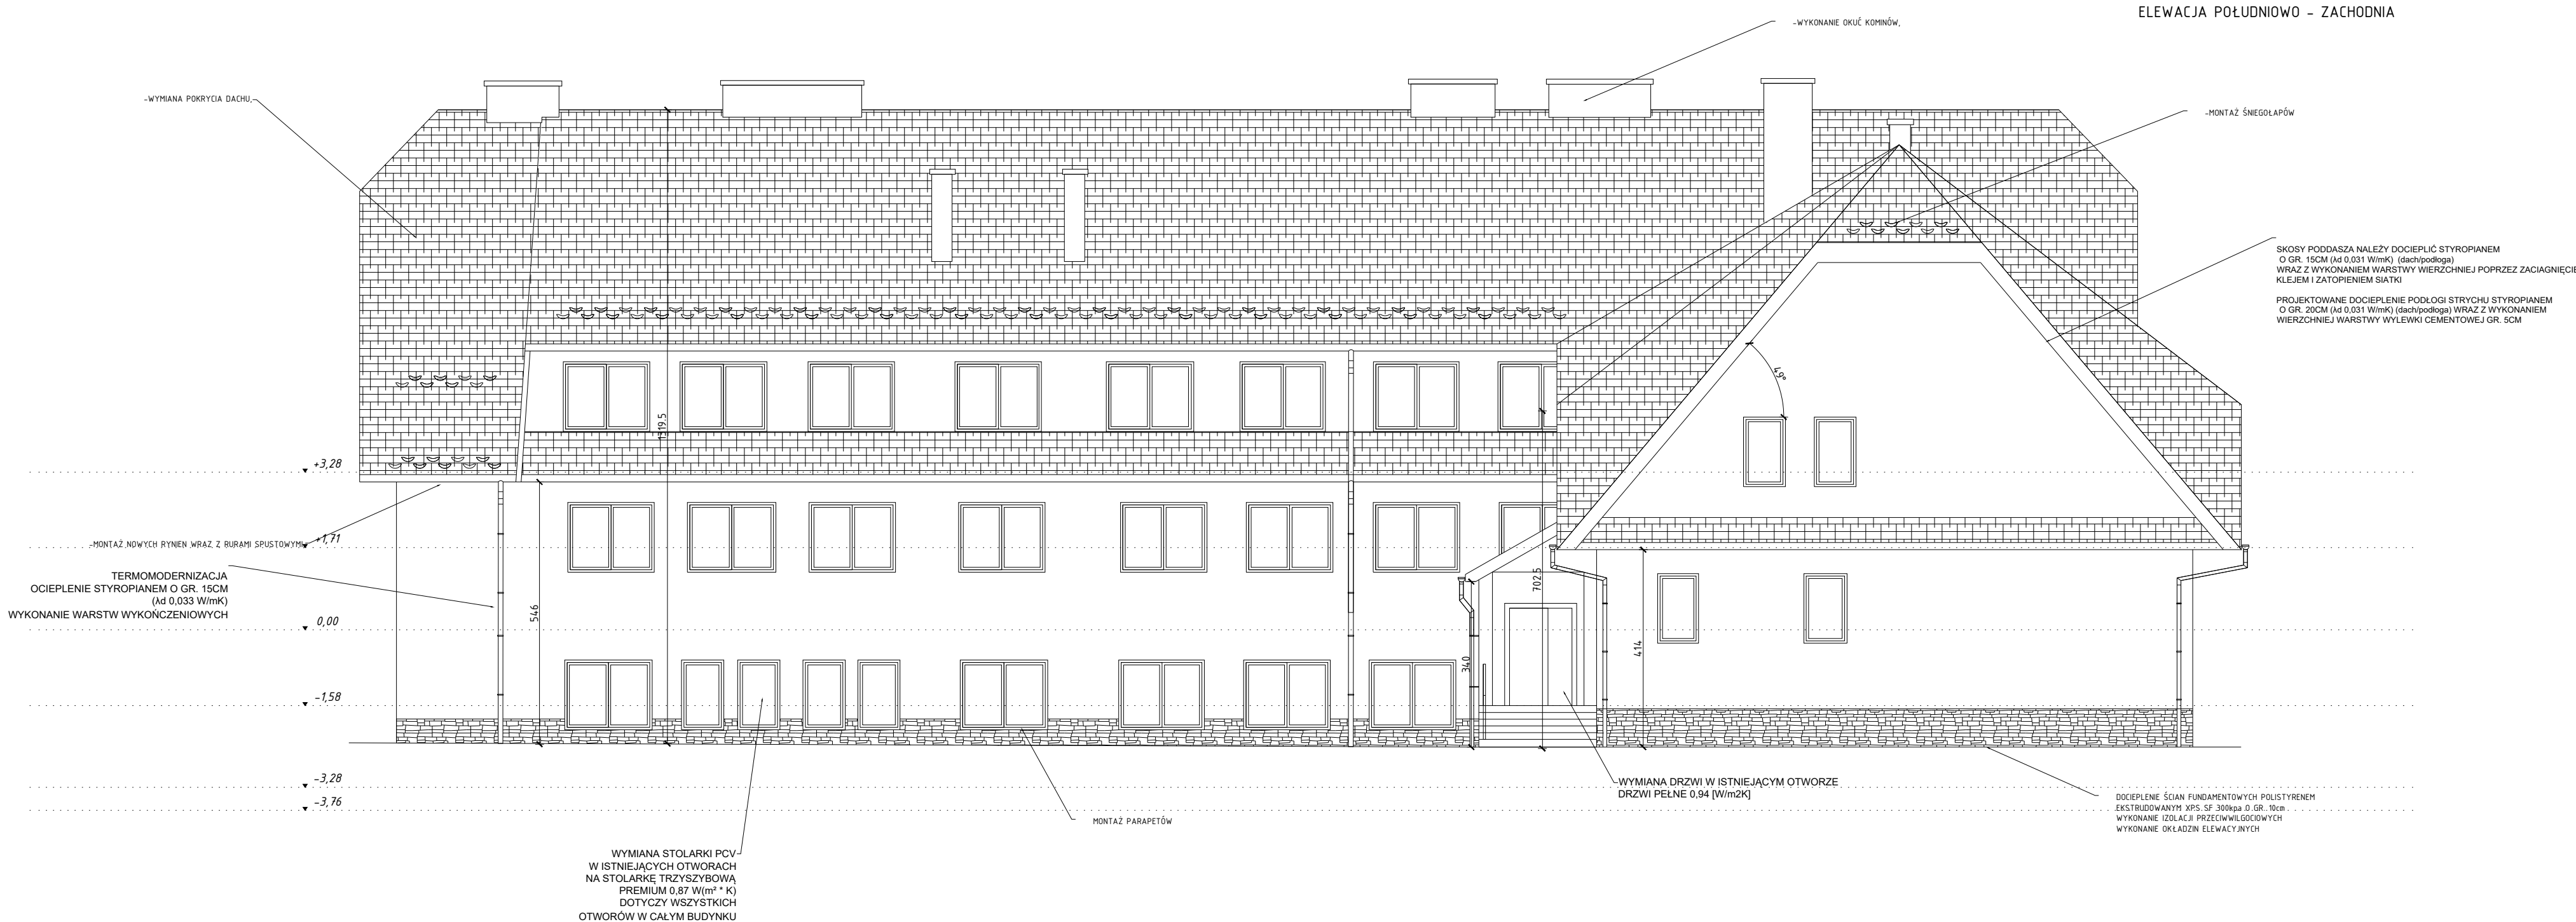 ELEWACJA POŁUDNIOWO - ZACHODNIA
-WYKONANIE OKUĆ KOMINÓW,
-WYMIANA POKRYCIA DACHU,
-MONTAŻ ŚNIEGOŁAPÓW
SKOSY PODDASZA NALEŻY DOCIEPLIĆ STYROPIANEM
O GR. 15CM (λd 0,031 W/mK) (dach/podłoga)
WRAZ Z WYKONANIEM WARSTWY WIERZCHNIEJ POPRZEZ ZACIAGNIĘCIE
KLEJEM I ZATOPIENIEM SIATKI
PROJEKTOWANE DOCIEPLENIE PODŁOGI STRYCHU STYROPIANEM
O GR. 20CM (λd 0,031 W/mK) (dach/podłoga) WRAZ Z WYKONANIEM
WIERZCHNIEJ WARSTWY WYLEWKI CEMENTOWEJ GR. 5CM
49°
1319.5
+3,28
-MONTAŻ NOWYCH RYNIEN WRAZ Z RURAMI SPUSTOWYMI
+1,71
TERMOMODERNIZACJA
OCIEPLENIE STYROPIANEM O GR. 15CM
(λd 0,033 W/mK)
WYKONANIE WARSTW WYKOŃCZENIOWYCH
546
702.5
0,00
340
414
-1,58
-3,28
-3,76
WYMIANA DRZWI W ISTNIEJĄCYM OTWORZE
DRZWI PEŁNE 0,94 [W/m2K]
MONTAŻ PARAPETÓW
DOCIEPLENIE ŚCIAN FUNDAMENTOWYCH POLISTYRENEM
EKSTRUDOWANYM XPS SF 300kpa O GR. 10cm
WYKONANIE IZOLACJI PRZECIWWILGOCIOWYCH
WYKONANIE OKŁADZIN ELEWACYJNYCH
WYMIANA STOLARKI PCV
W ISTNIEJĄCYCH OTWORACH
NA STOLARKĘ TRZYSZYBOWĄ
PREMIUM 0,87 W(m² * K)
DOTYCZY WSZYSTKICH
OTWORÓW W CAŁYM BUDYNKU